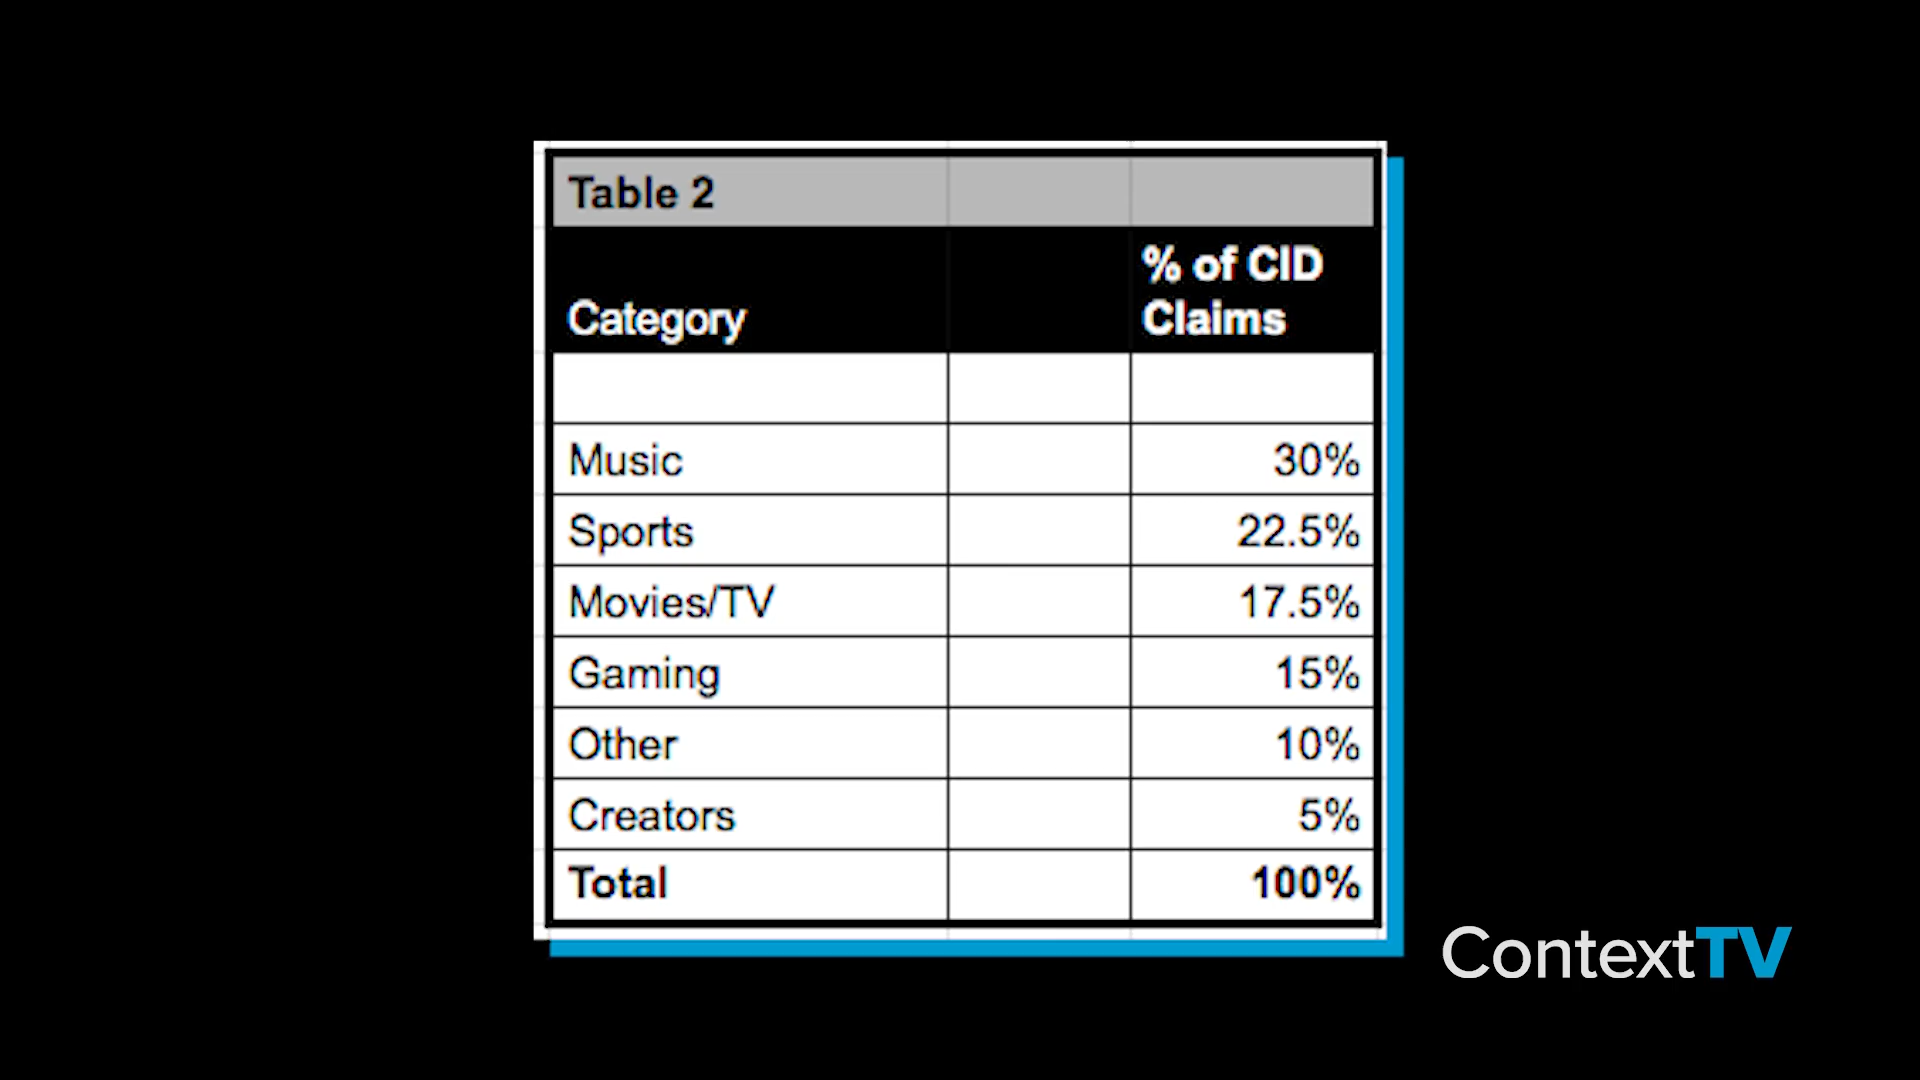 Table 2
% of CID
Category Claims
Music 30%
Sports 22.5%
Movies/TV 17.5%
Gaming 15%
Other 10%
Creators 5%
Total 100%
ContextTV